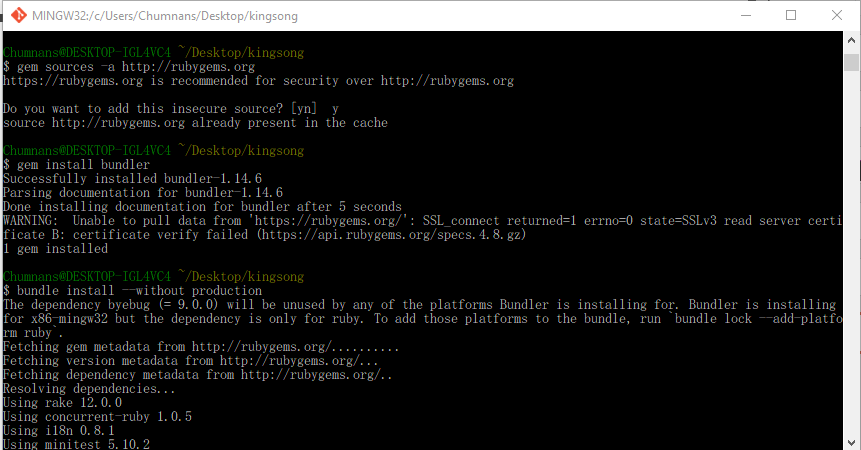 MINGW32:/c/Users/Chumnans/Desktop/kingsong
Chumnans@DESKTOP-IGL4VC4 ~/Desktop/kingsong
$ gem sources -a http://rubygems.org
https://rubygems.org is recommended for security over http://rubygems.org
Do you want to add this insecure source? [yn]  y
source http://rubygems.org already present in the cache
Chumnans@DESKTOP-IGL4VC4 ~/Desktop/kingsong
$ gem install bundler
Successfully installed bundler-1.14.6
Parsing documentation for bundler-1.14.6
Done installing documentation for bundler after 5 seconds
WARNING:  Unable to pull data from 'https://rubygems.org/': SSL_connect returned=1 errno=0 state=SSLv3 read server certi
ficate B: certificate verify failed (https://api.rubygems.org/specs.4.8.gz)
1 gem installed
Chumnans@DESKTOP-IGL4VC4 ~/Desktop/kingsong
$ bundle install --without production
The dependency byebug (= 9.0.0) will be unused by any of the platforms Bundler is installing for. Bundler is installing
for x86-mingw32 but the dependency is only for ruby. To add those platforms to the bundle, run `bundle lock --add-platfo
rm ruby`.
Fetching gem metadata from http://rubygems.org/..........
Fetching version metadata from http://rubygems.org/...
Fetching dependency metadata from http://rubygems.org/..
Resolving dependencies...
Using rake 12.0.0
Using concurrent-ruby 1.0.5
Using i18n 0.8.1
Using minitest 5.10.2